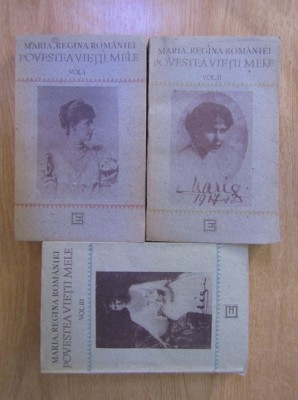 MARIA, REGINA ROMÂNIEI
POVESTEA VIEȚII MELE
VOL.I
MARIA, REGINA ROMÂNIEI
POVESTEA VIEȚII MELE
VOL.II
Marie
MARIA, REGINA ROMÂNIEI
POVESTEA VIEȚII MELE
VOL.III